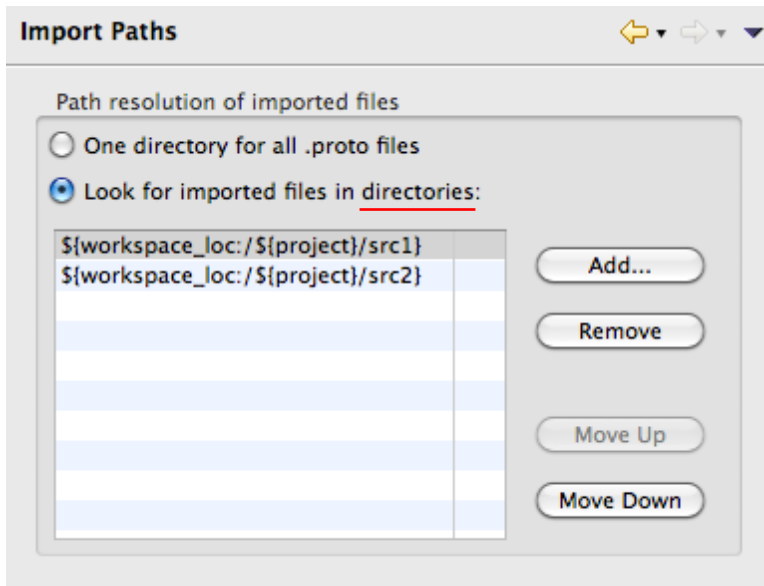 Import Paths
Path resolution of imported files
One directory for all .proto files
Look for imported files in directories:
${workspace_loc:/${project}/src1}
${workspace_loc:/${project}/src2}
Add...
Remove
Move Up
Move Down